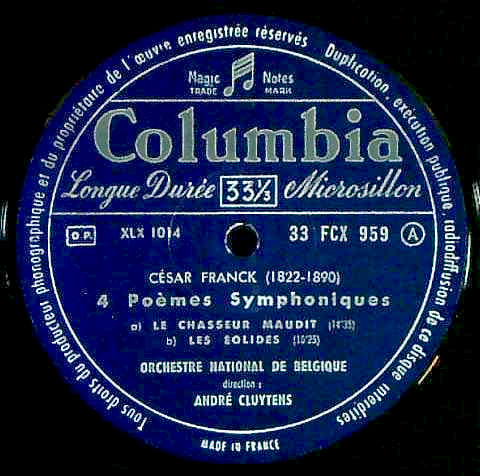 Tous droits du producteur phonographique et du propriétaire de l'œuvre enregistrée réservés Duplication, exécution publique, radiodiffusion de ce disque interdites
Magic Notes
TRADE MARK
Columbia
Longue Durée 33⅓ Microsillon
D.P. XLX 1014 33 FCX 959 A
CÉSAR FRANCK (1822-1890)
4 Poèmes Symphoniques
a) LE CHASSEUR MAUDIT (14'35)
b) LES EOLIDES (10'25)
ORCHESTRE NATIONAL DE BELGIQUE
direction :
ANDRÉ CLUYTENS
MADE IN FRANCE